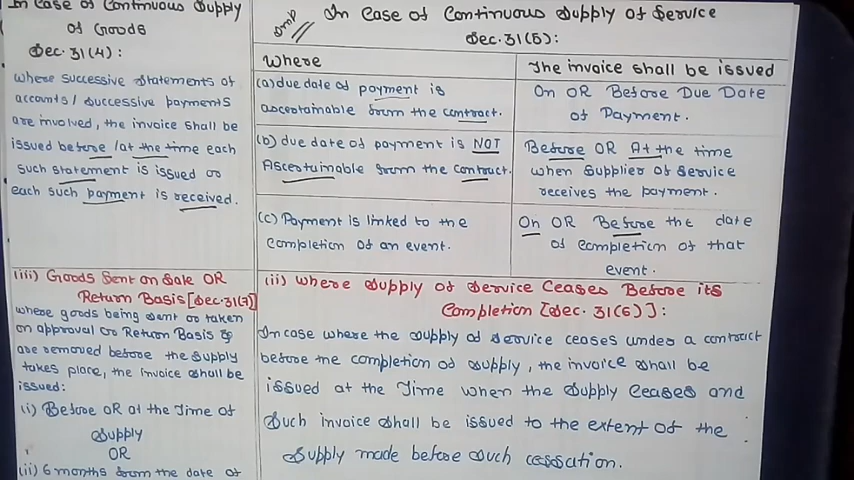 In case of Continuous Supply
of Goods
Sec. 31(4):
where successive statements of
accounts/ successive payments
are involved, the invoice shall be
issued before /at the time each
such statement is issued or
each such payment is received.
(iii) Goods Sent on Sale OR
Return Basis [Sec. 31(7)]
where goods being sent or taken
on approval or Return Basis &
are removed before the supply
takes place, the invoice shall be
issued:
(i) Before OR at the Time of
Supply
OR
(ii) 6 months from the date of
Imp
In Case of Continuous Supply of Service
Sec. 31(5):
Where
The invoice shall be issued
(a) due date of payment is
ascertainable from the contract.
On OR Before Due Date
of Payment.
(b) due date of payment is NOT
Ascertainable from the contract.
Before OR At the time
when supplier of service
receives the payment.
(c) Payment is linked to the
completion of an event.
On OR Before the date
of completion of that
event.
(ii) Where Supply of Service Ceases Before its
Completion [Sec. 31(6)]:
In case where the supply of service ceases under a contract
before the completion of supply, the invoice shall be
issued at the Time when the Supply Ceases and
Such invoice shall be issued to the extent of the
Supply made before such cessation.